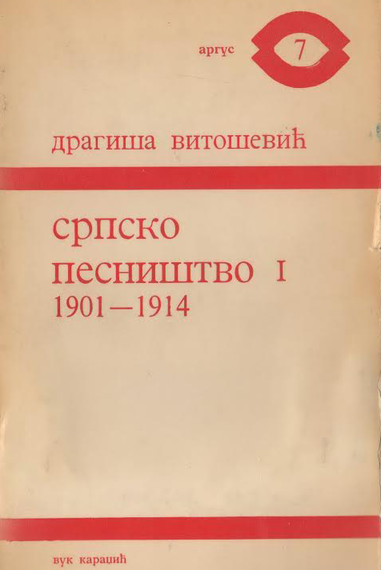 аргус
7
драгиша витошевић
српско
песништво I
1901—1914
вук караџић